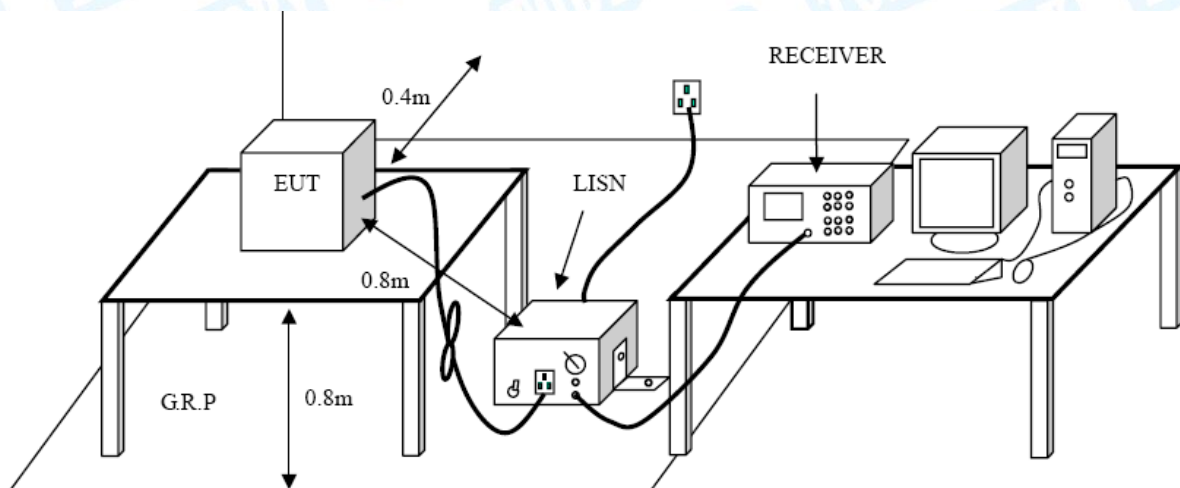 RECEIVER
0.4m
EUT
LISN
0.8m
G.R.P
0.8m